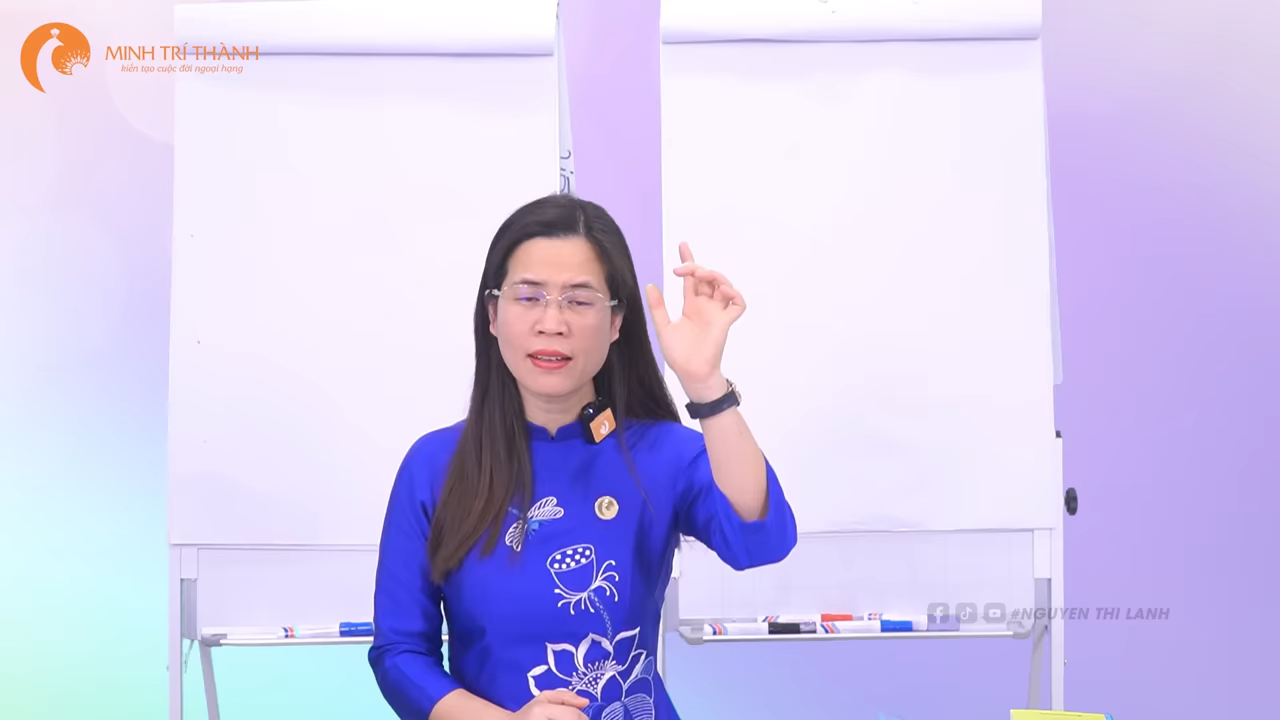 MINH TRÍ THÀNH
kiến tạo cuộc đời ngoại hạng
#NGUYEN THI LANH